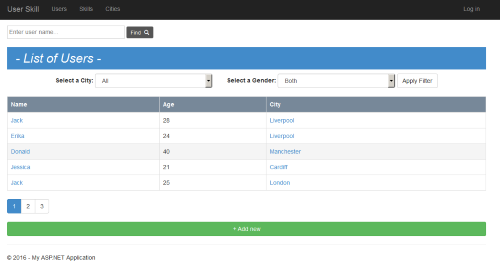 User Skill Users Skills Cities Log in
Enter user name... Find
- List of Users -
Select a City: All Select a Gender: Both Apply Filter
Name Age City
Jack 28 Liverpool
Erika 24 Liverpool
Donald 40 Manchester
Jessica 21 Cardiff
Jack 25 London
1 2 3
+ Add new
© 2016 - My ASP.NET Application